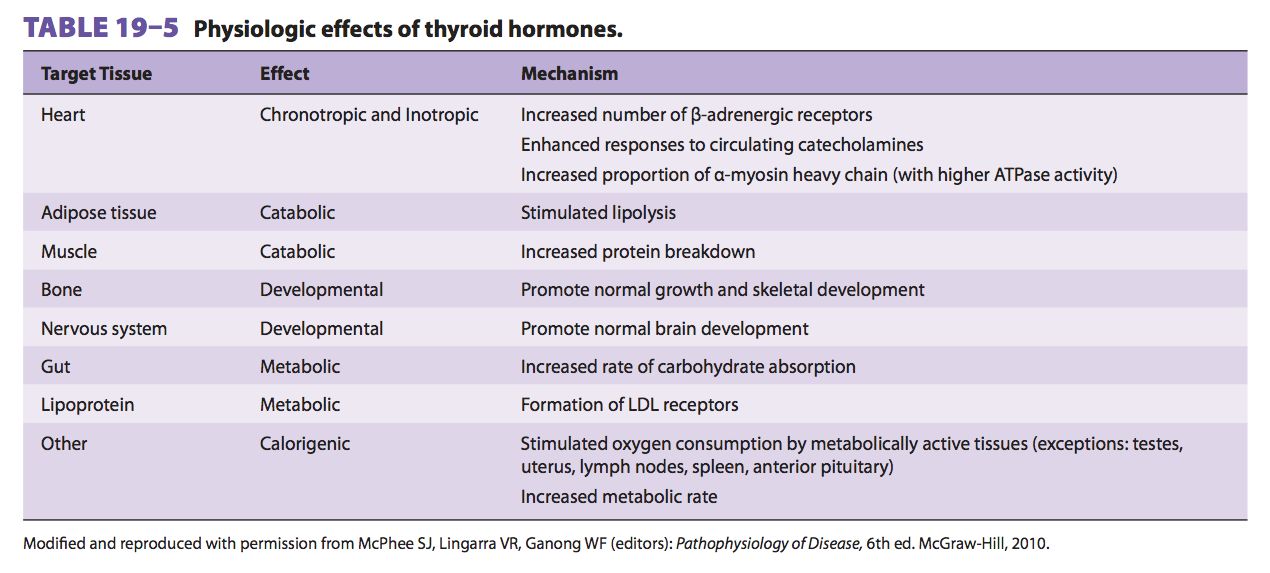 TABLE 19–5 Physiologic effects of thyroid hormones.
Target Tissue Effect Mechanism
Heart Chronotropic and Inotropic Increased number of β-adrenergic receptors
Enhanced responses to circulating catecholamines
Increased proportion of α-myosin heavy chain (with higher ATPase activity)
Adipose tissue Catabolic Stimulated lipolysis
Muscle Catabolic Increased protein breakdown
Bone Developmental Promote normal growth and skeletal development
Nervous system Developmental Promote normal brain development
Gut Metabolic Increased rate of carbohydrate absorption
Lipoprotein Metabolic Formation of LDL receptors
Other Calorigenic Stimulated oxygen consumption by metabolically active tissues (exceptions: testes,
uterus, lymph nodes, spleen, anterior pituitary)
Increased metabolic rate
Modified and reproduced with permission from McPhee SJ, Lingarra VR, Ganong WF (editors): Pathophysiology of Disease, 6th ed. McGraw-Hill, 2010.